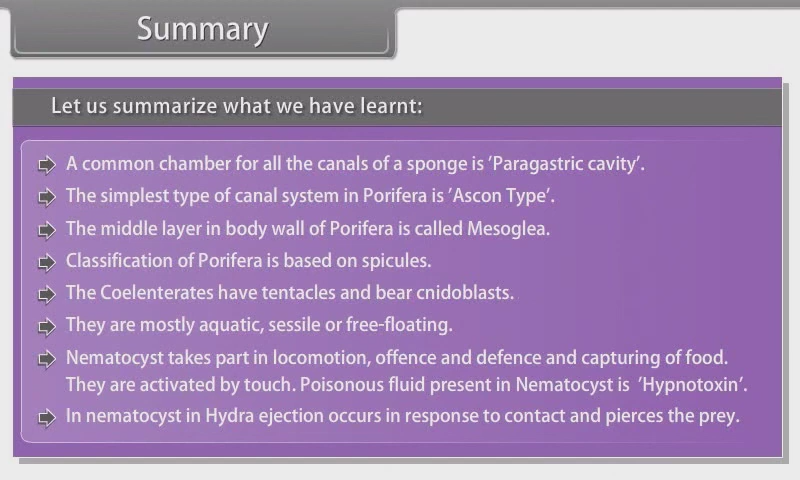 Summary
Let us summarize what we have learnt:
A common chamber for all the canals of a sponge is 'Paragastric cavity'.
The simplest type of canal system in Porifera is 'Ascon Type'.
The middle layer in body wall of Porifera is called Mesoglea.
Classification of Porifera is based on spicules.
The Coelenterates have tentacles and bear cnidoblasts.
They are mostly aquatic, sessile or free-floating.
Nematocyst takes part in locomotion, offence and defence and capturing of food.
They are activated by touch. Poisonous fluid present in Nematocyst is 'Hypnotoxin'.
In nematocyst in Hydra ejection occurs in response to contact and pierces the prey.